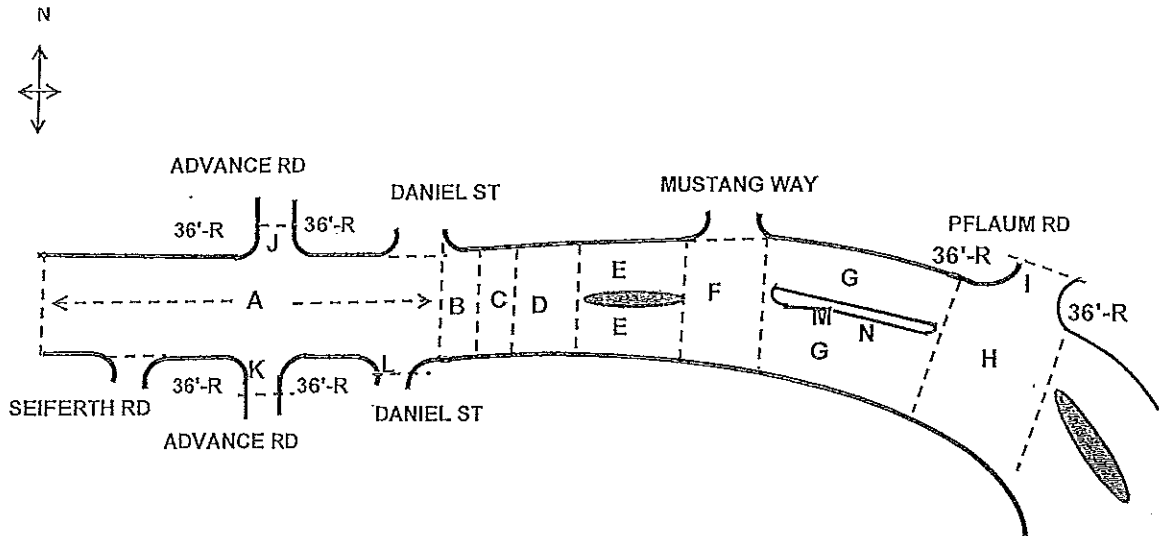 N
ADVANCE RD
DANIEL ST
MUSTANG WAY
PFLAUM RD
36'-R
36'-R
J
36'-R
I
36'-R
A
B
C
D
E
E
F
G
G
M
N
H
K
L
36'-R
36'-R
SEIFERTH RD
DANIEL ST
ADVANCE RD